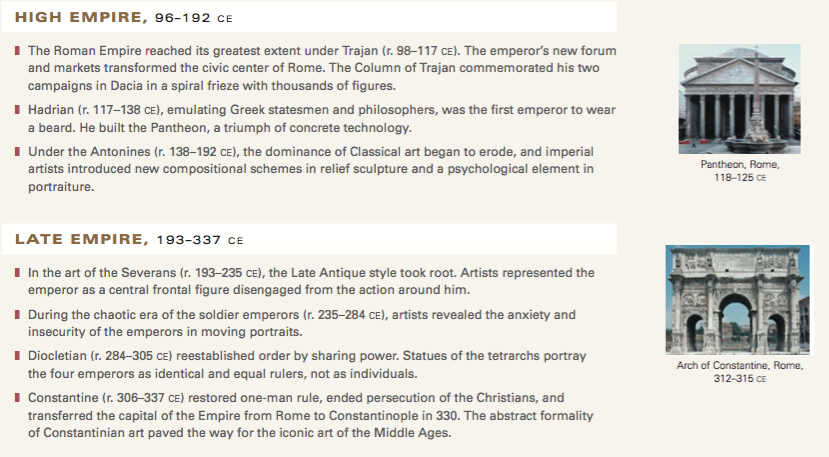 HIGH EMPIRE, 96–192 CE
The Roman Empire reached its greatest extent under Trajan (r. 98–117 CE). The emperor's new forum
and markets transformed the civic center of Rome. The Column of Trajan commemorated his two
campaigns in Dacia in a spiral frieze with thousands of figures.
Hadrian (r. 117–138 CE), emulating Greek statesmen and philosophers, was the first emperor to wear
a beard. He built the Pantheon, a triumph of concrete technology.
Under the Antonines (r. 138–192 CE), the dominance of Classical art began to erode, and imperial
artists introduced new compositional schemes in relief sculpture and a psychological element in
portraiture.
Pantheon, Rome,
118–125 CE
LATE EMPIRE, 193–337 CE
In the art of the Severans (r. 193–235 CE), the Late Antique style took root. Artists represented the
emperor as a central frontal figure disengaged from the action around him.
During the chaotic era of the soldier emperors (r. 235–284 CE), artists revealed the anxiety and
insecurity of the emperors in moving portraits.
Diocletian (r. 284–305 CE) reestablished order by sharing power. Statues of the tetrarchs portray
the four emperors as identical and equal rulers, not as individuals.
Constantine (r. 306–337 CE) restored one-man rule, ended persecution of the Christians, and
transferred the capital of the Empire from Rome to Constantinople in 330. The abstract formality
of Constantinian art paved the way for the iconic art of the Middle Ages.
Arch of Constantine, Rome,
312–315 CE